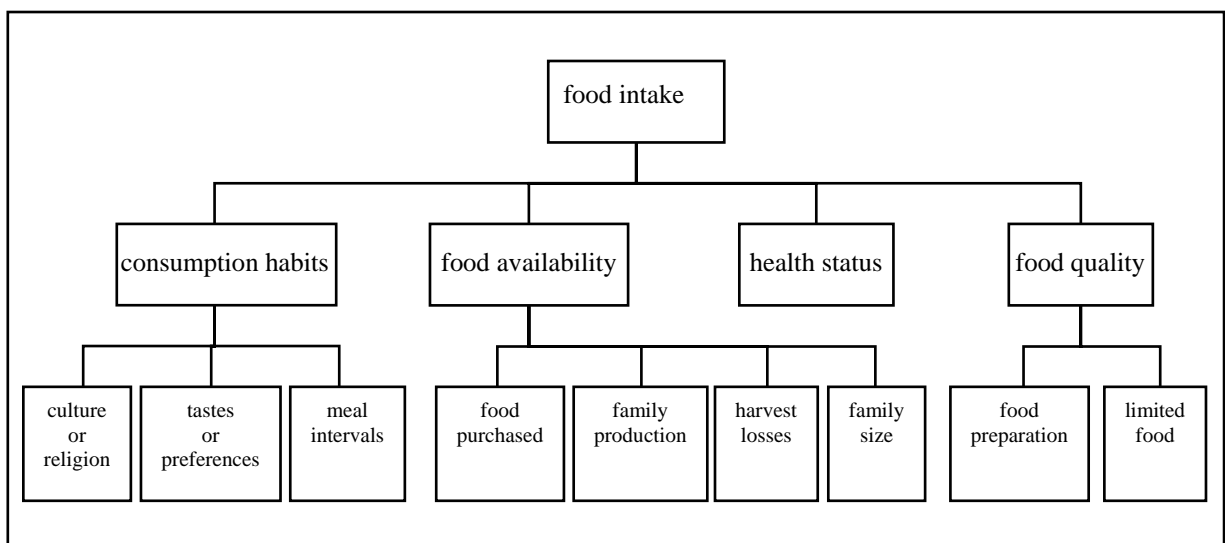 food intake
consumption habits
food availability
health status
food quality
culture
or
religion
tastes
or
preferences
meal
intervals
food
purchased
family
production
harvest
losses
family
size
food
preparation
limited
food